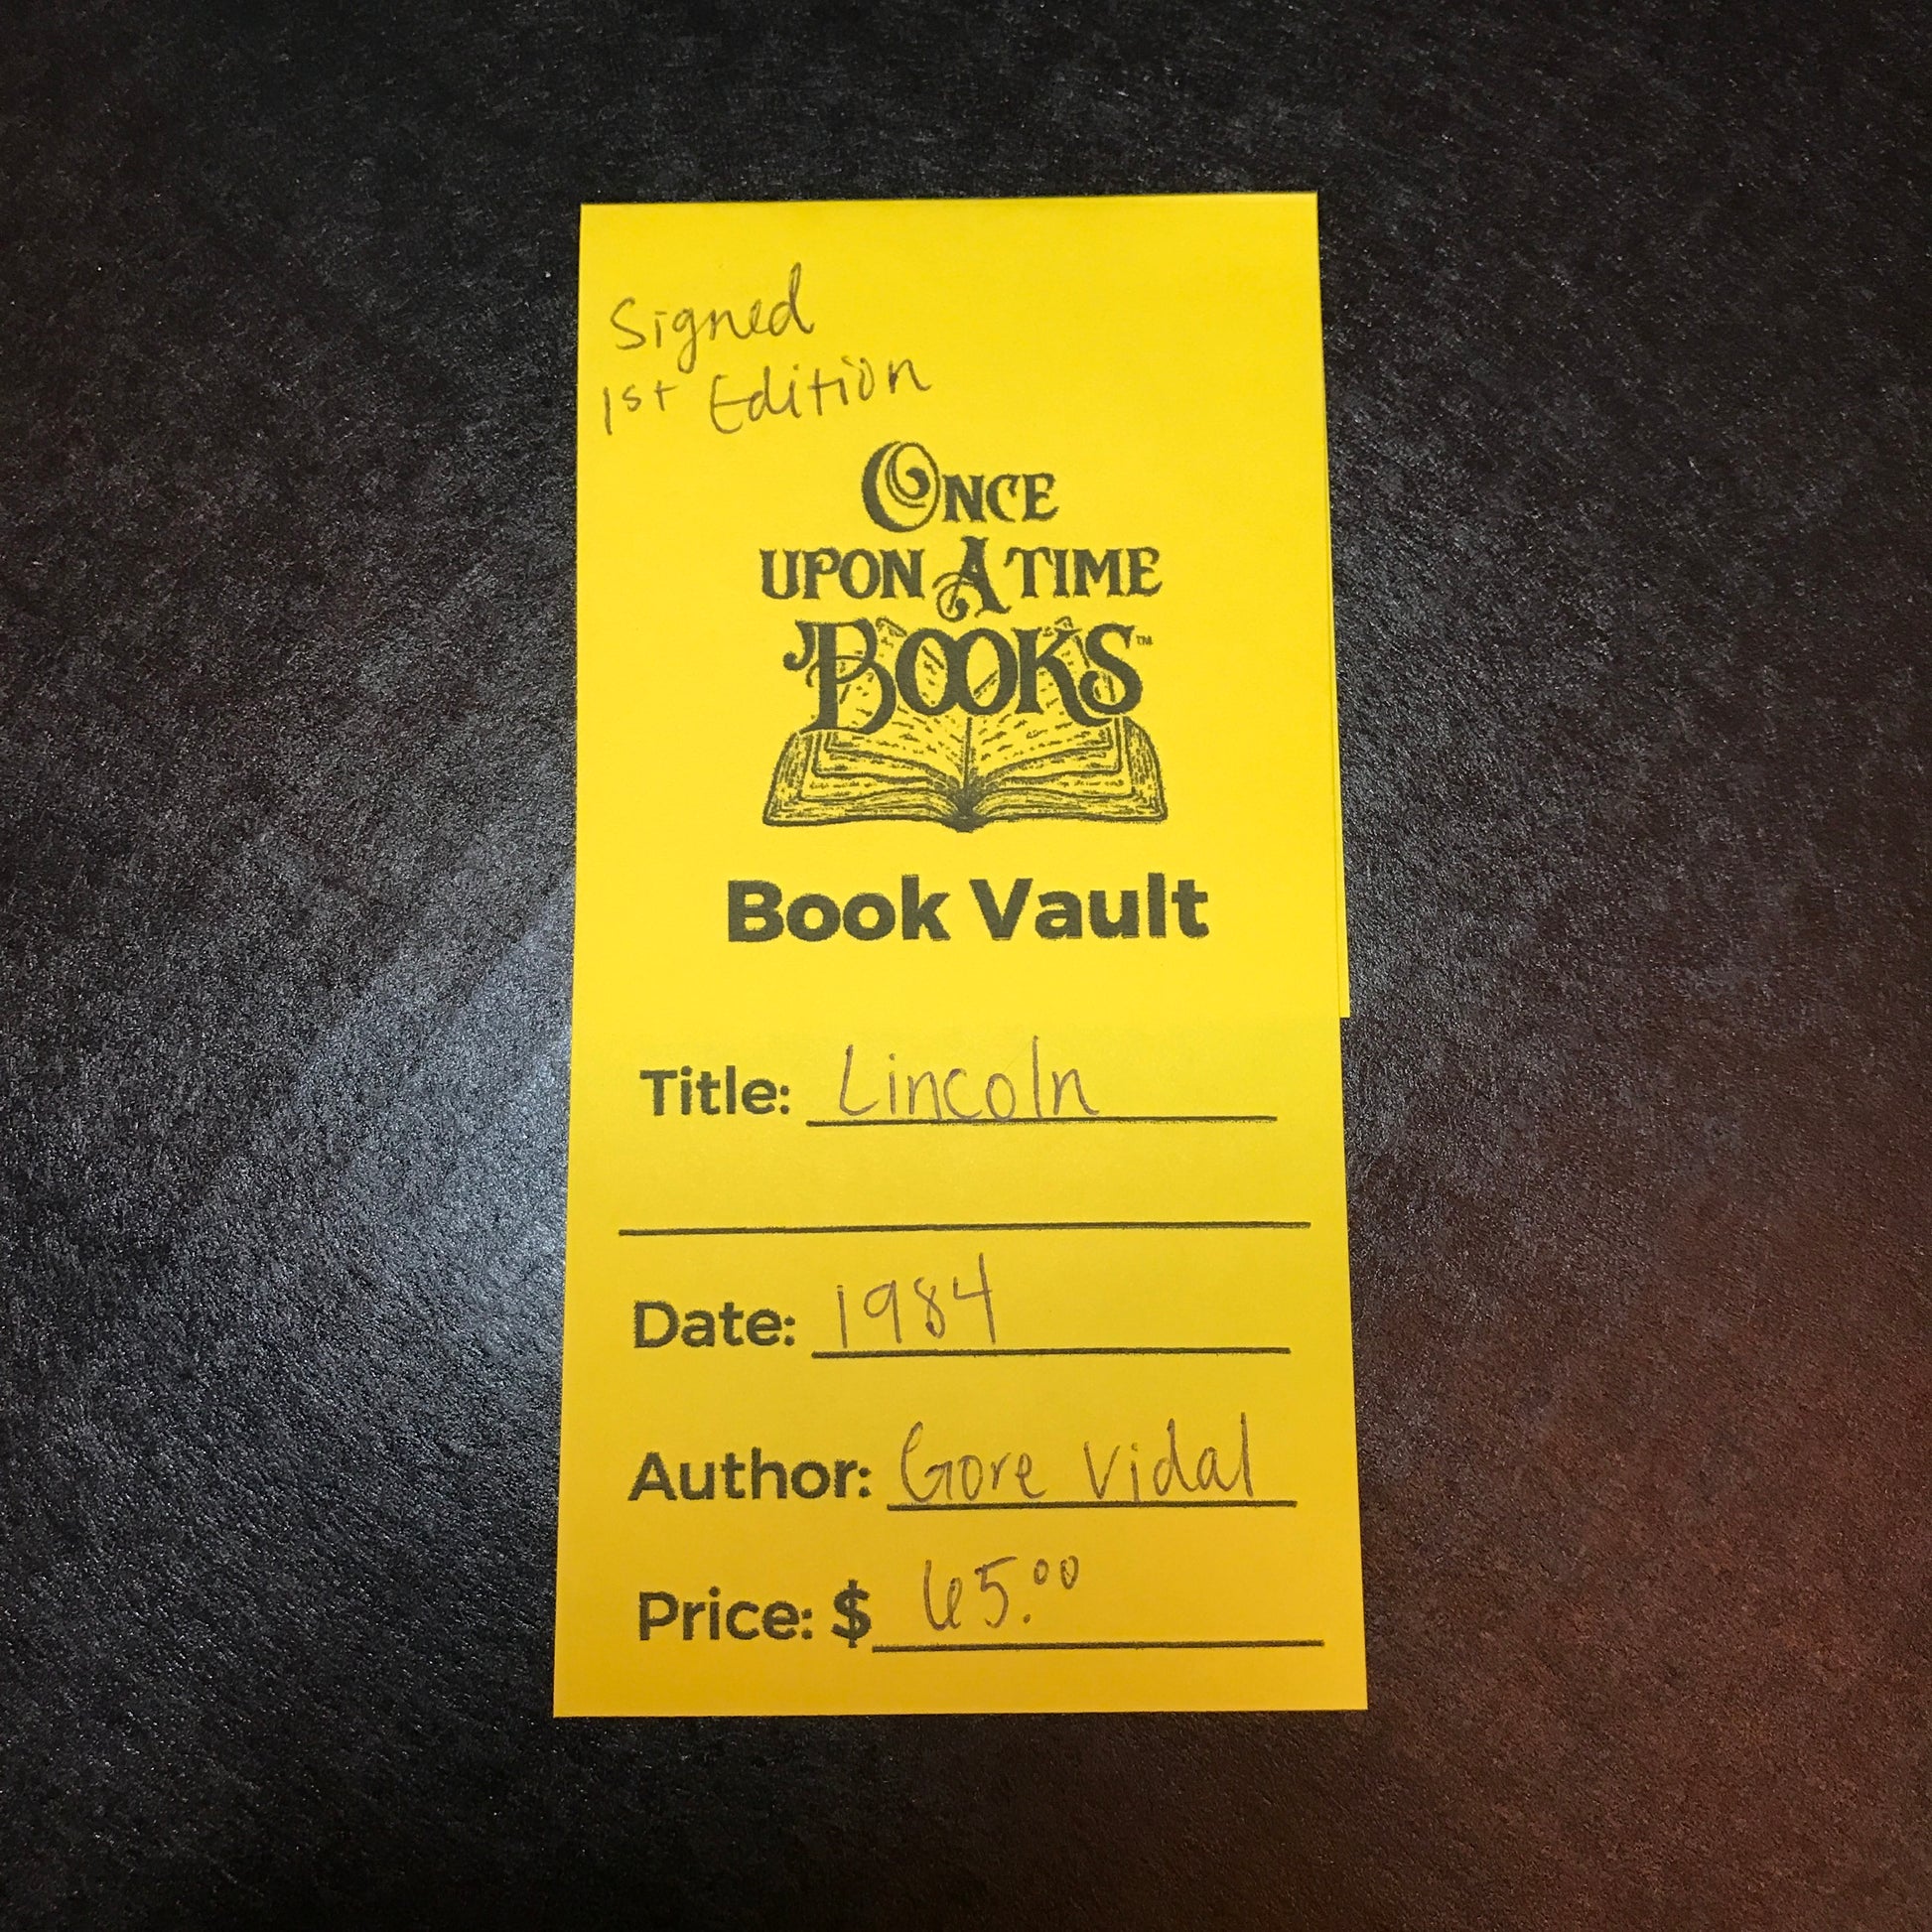 Signed
1st Edition
ONCE
UPON A TIME
BOOKS™
Book Vault
Title: Lincoln
Date: 1984
Author: Gore Vidal
Price: $ 65.00